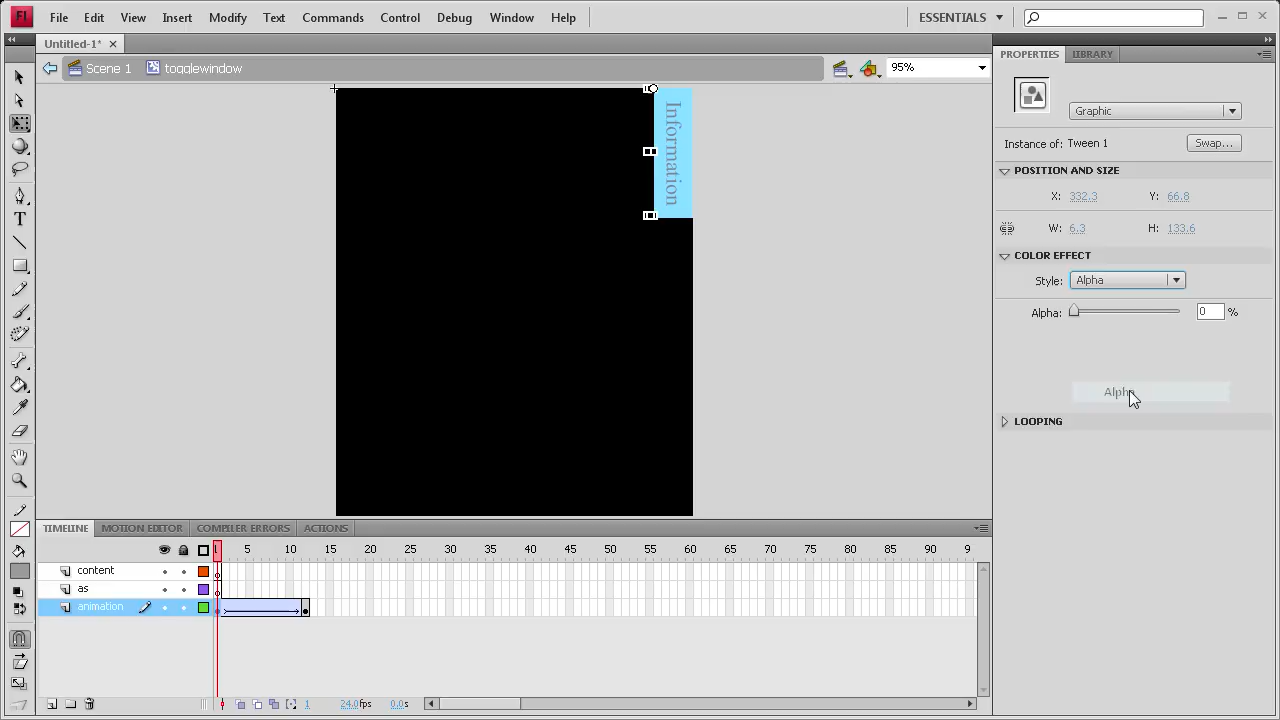 Fl File Edit View Insert Modify Text Commands Control Debug Window Help ESSENTIALS
Untitled-1* × PROPERTIES LIBRARY
Scene 1 togglewindow 95%
Graphic
Instance of: Tween 1 Swap...
POSITION AND SIZE
X: 332.3 Y: 66.8
W: 6.3 H: 133.6
COLOR EFFECT
Style: Alpha
Alpha: 0 %
Alpha
LOOPING
Information
TIMELINE MOTION EDITOR COMPILER ERRORS ACTIONS
1 5 10 15 20 25 30 35 40 45 50 55 60 65 70 75 80 85 90 9
content
as
animation
1 24.0fps 0.0s